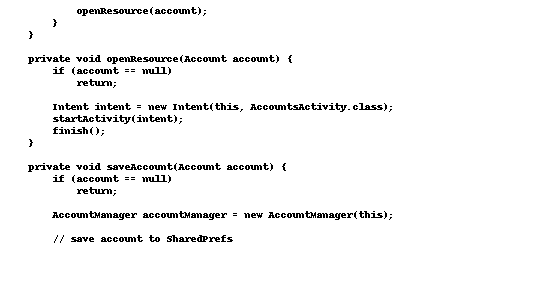 openResource(account);
}
}
private void openResource(Account account) {
if (account == null)
return;
Intent intent = new Intent(this, AccountsActivity.class);
startActivity(intent);
finish();
}
private void saveAccount(Account account) {
if (account == null)
return;
AccountManager accountManager = new AccountManager(this);
// save account to SharedPrefs